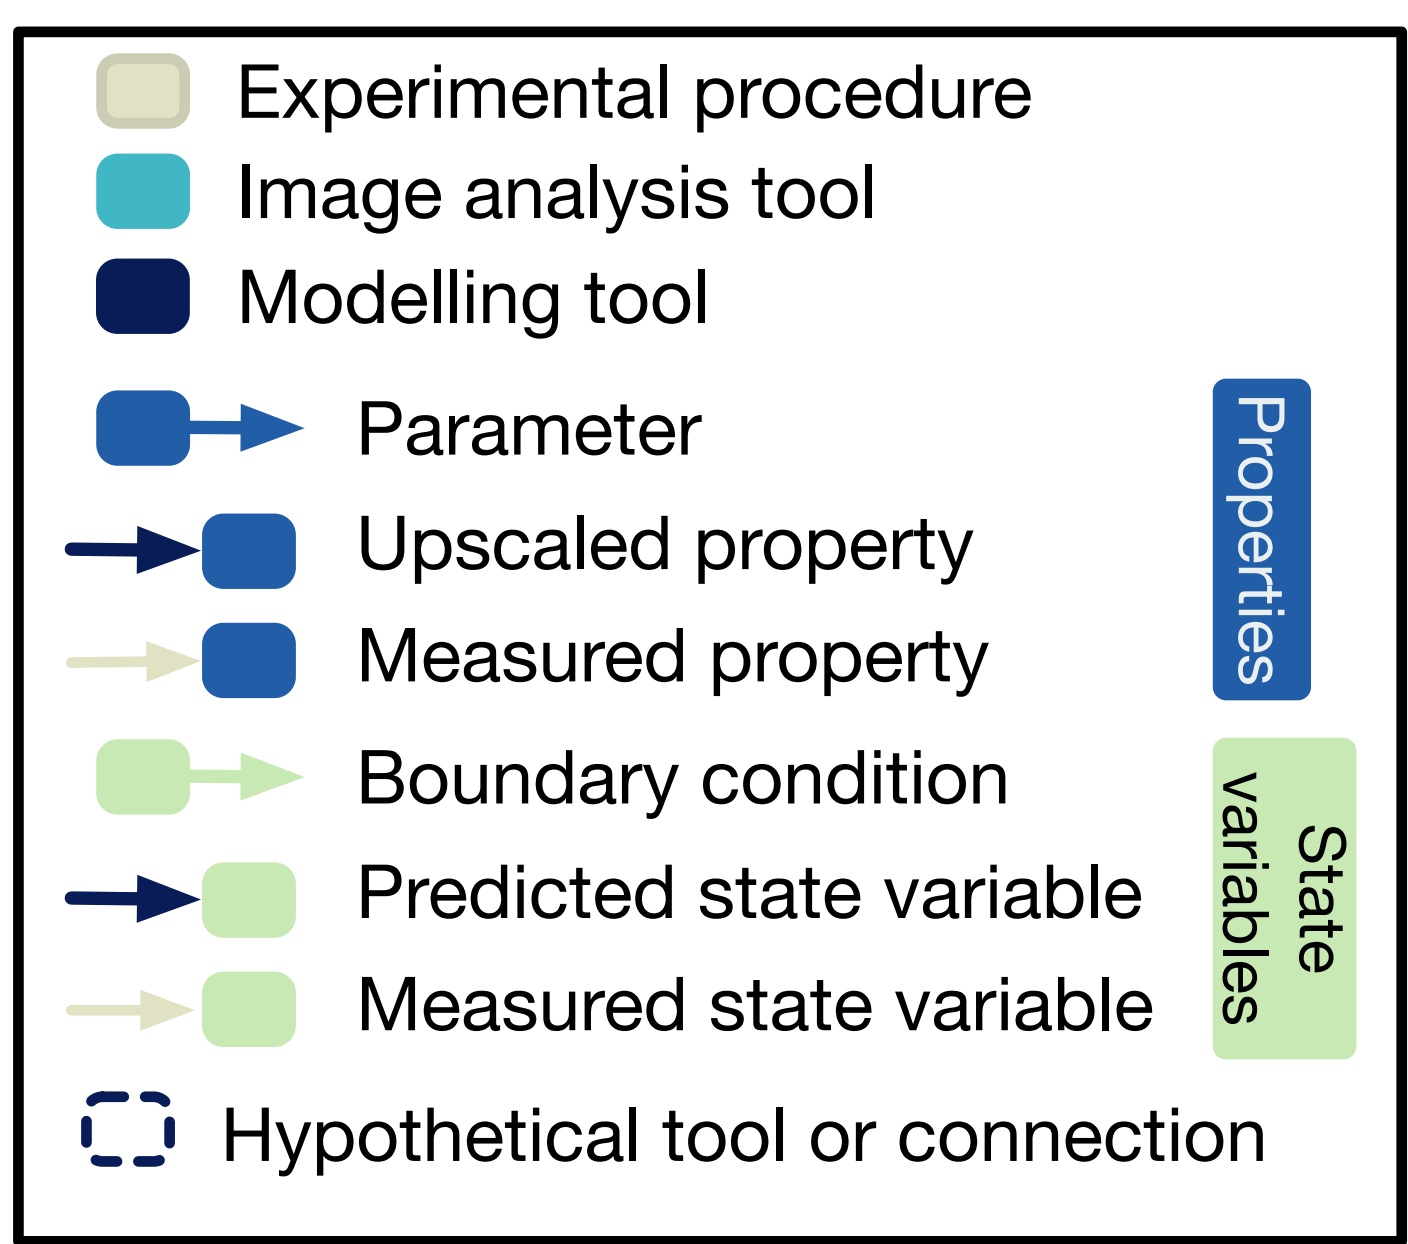 Experimental procedure
Image analysis tool
Modelling tool
Parameter
Upscaled property
Measured property
Properties
Boundary condition
Predicted state variable
Measured state variable
State
variables
Hypothetical tool or connection